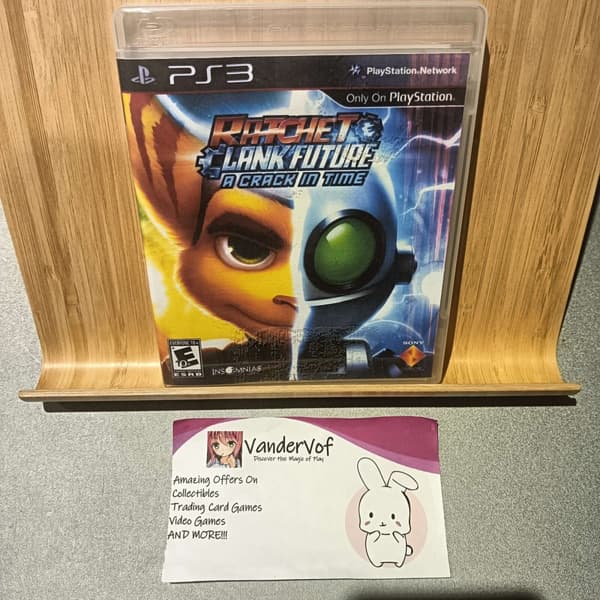 PS3
PlayStation Network
Only On PlayStation
RATCHET &
CLANK FUTURE
A CRACK IN TIME
EVERYONE 10+
E
ESRB
INSOMNIAC
SONY
VanderVof
Discover the Magic of Play
Amazing Offers On
Collectibles
Trading Card Games
Video Games
AND MORE!!!